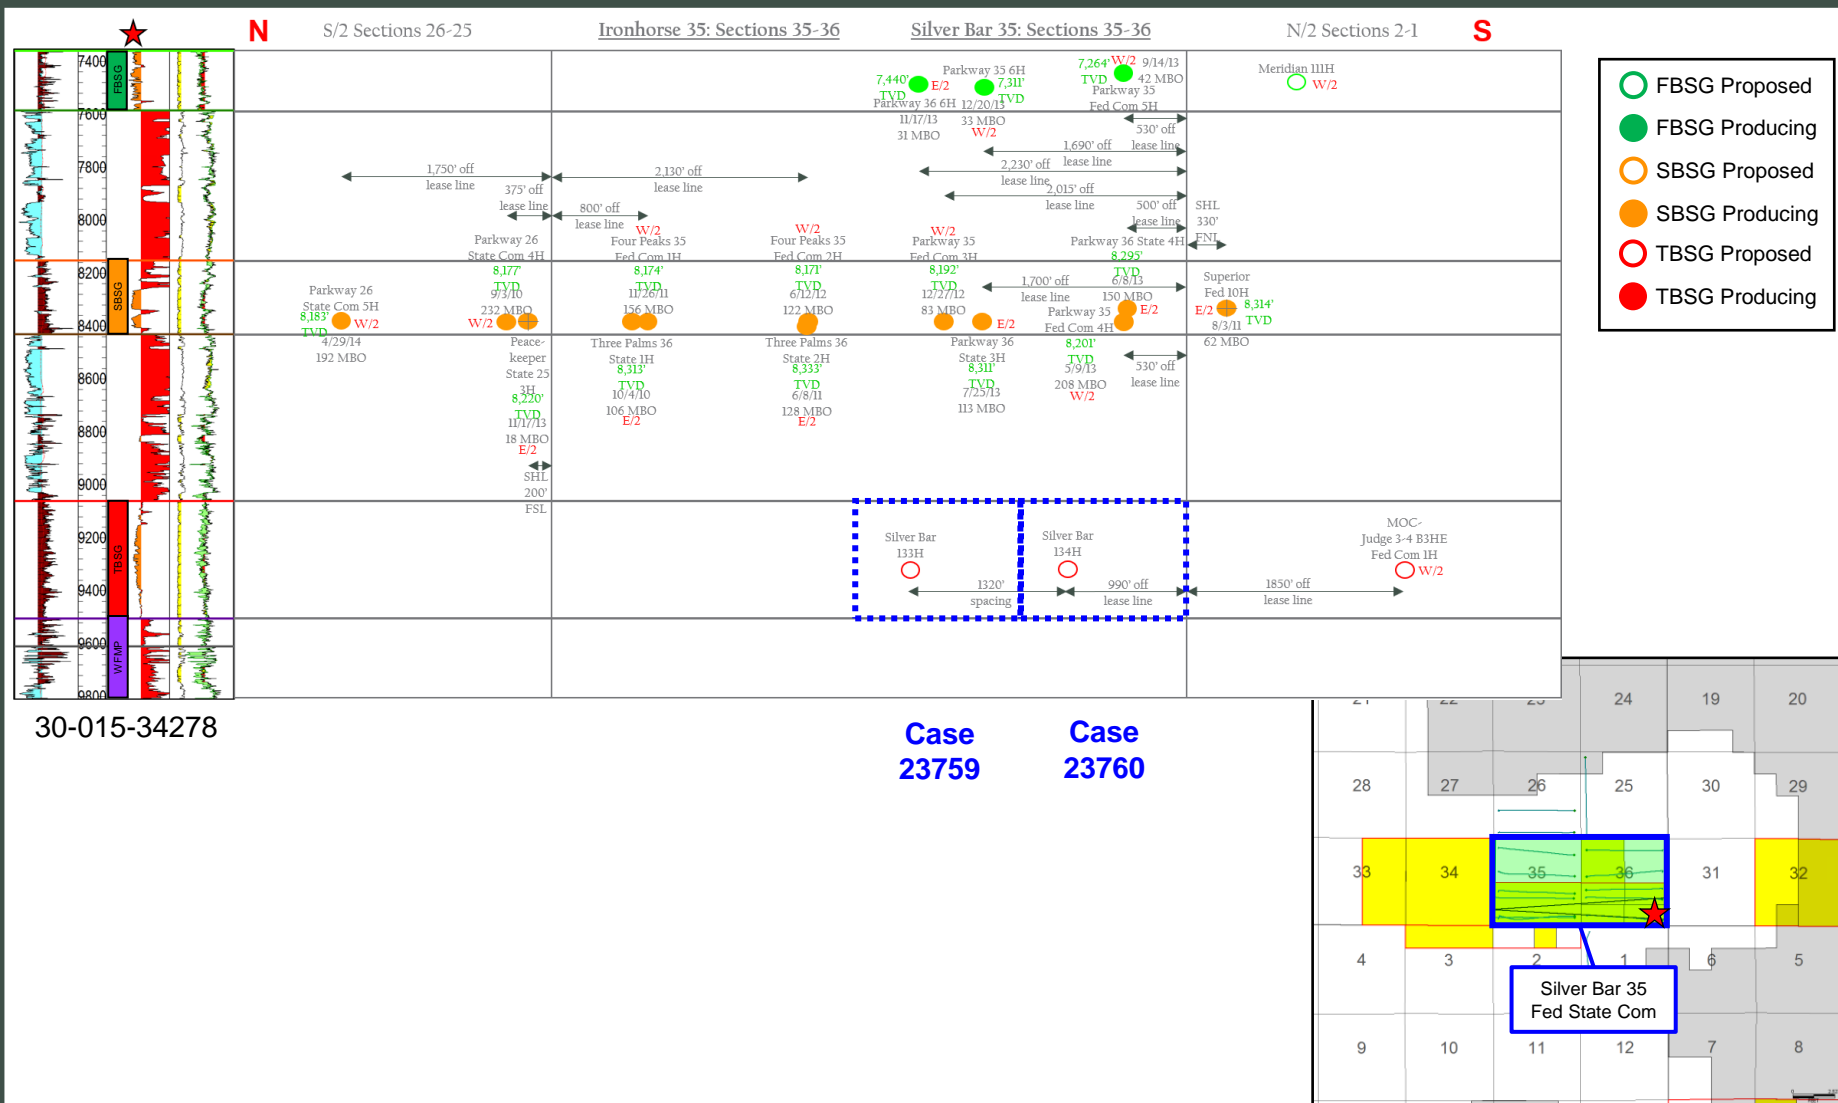 N
S/2 Sections 26-25
Ironhorse 35: Sections 35-36
Silver Bar 35: Sections 35-36
N/2 Sections 2-1
S
7400
7600
7800
8000
8200
8400
8600
8800
9000
9200
9400
9600
9800
FBSG
SBSG
TBSG
WFMP
30-015-34278
7,440'
TVD
E/2
Parkway 36 6H
11/17/13
31 MBO
Parkway 35 6H
7,311'
TVD
12/20/13
33 MBO
W/2
7,264'
TVD
W/2
9/14/13
42 MBO
Parkway 35
Fed Com 5H
530' off
lease line
Meridian 111H
W/2
1,690' off
lease line
2,230' off
lease line
2,015' off
lease line
500' off
lease line
SHL
330'
FNL
1,750' off
lease line
375' off
lease line
2,130' off
lease line
800' off
lease line
Parkway 26
State Com 5H
8,183'
TVD
W/2
4/29/14
192 MBO
Parkway 26
State Com 4H
8,177'
TVD
9/3/10
232 MBO
W/2
Peace-
keeper
State 25
3H
8,220'
TVD
11/17/13
18 MBO
E/2
SHL
200'
FSL
W/2
Four Peaks 35
Fed Com 1H
8,174'
TVD
11/26/11
156 MBO
Three Palms 36
State 1H
8,313'
TVD
10/4/10
106 MBO
E/2
W/2
Four Peaks 35
Fed Com 2H
8,171'
TVD
6/12/12
122 MBO
Three Palms 36
State 2H
8,333'
TVD
6/8/11
128 MBO
E/2
W/2
Parkway 35
Fed Com 3H
8,192'
TVD
12/27/12
83 MBO
E/2
Parkway 36
State 3H
8,311'
TVD
7/25/13
113 MBO
1,700' off
lease line
Parkway 36 State 4H
8,295'
TVD
6/8/13
150 MBO
E/2
Parkway 35
Fed Com 4H
8,201'
TVD
5/9/13
208 MBO
W/2
530' off
lease line
Superior
Fed 10H
E/2
8,314'
TVD
8/3/11
62 MBO
Silver Bar
133H
1320'
spacing
Silver Bar
134H
990' off
lease line
1850' off
lease line
MOC-
Judge 3-4 B3HE
Fed Com 1H
W/2
Case
23759
Case
23760
FBSG Proposed
FBSG Producing
SBSG Proposed
SBSG Producing
TBSG Proposed
TBSG Producing
21 22 23 24 19 20
28 27 26 25 30 29
33 34 35 36 31 32
4 3 2 1 6 5
9 10 11 12 7 8
Silver Bar 35
Fed State Com